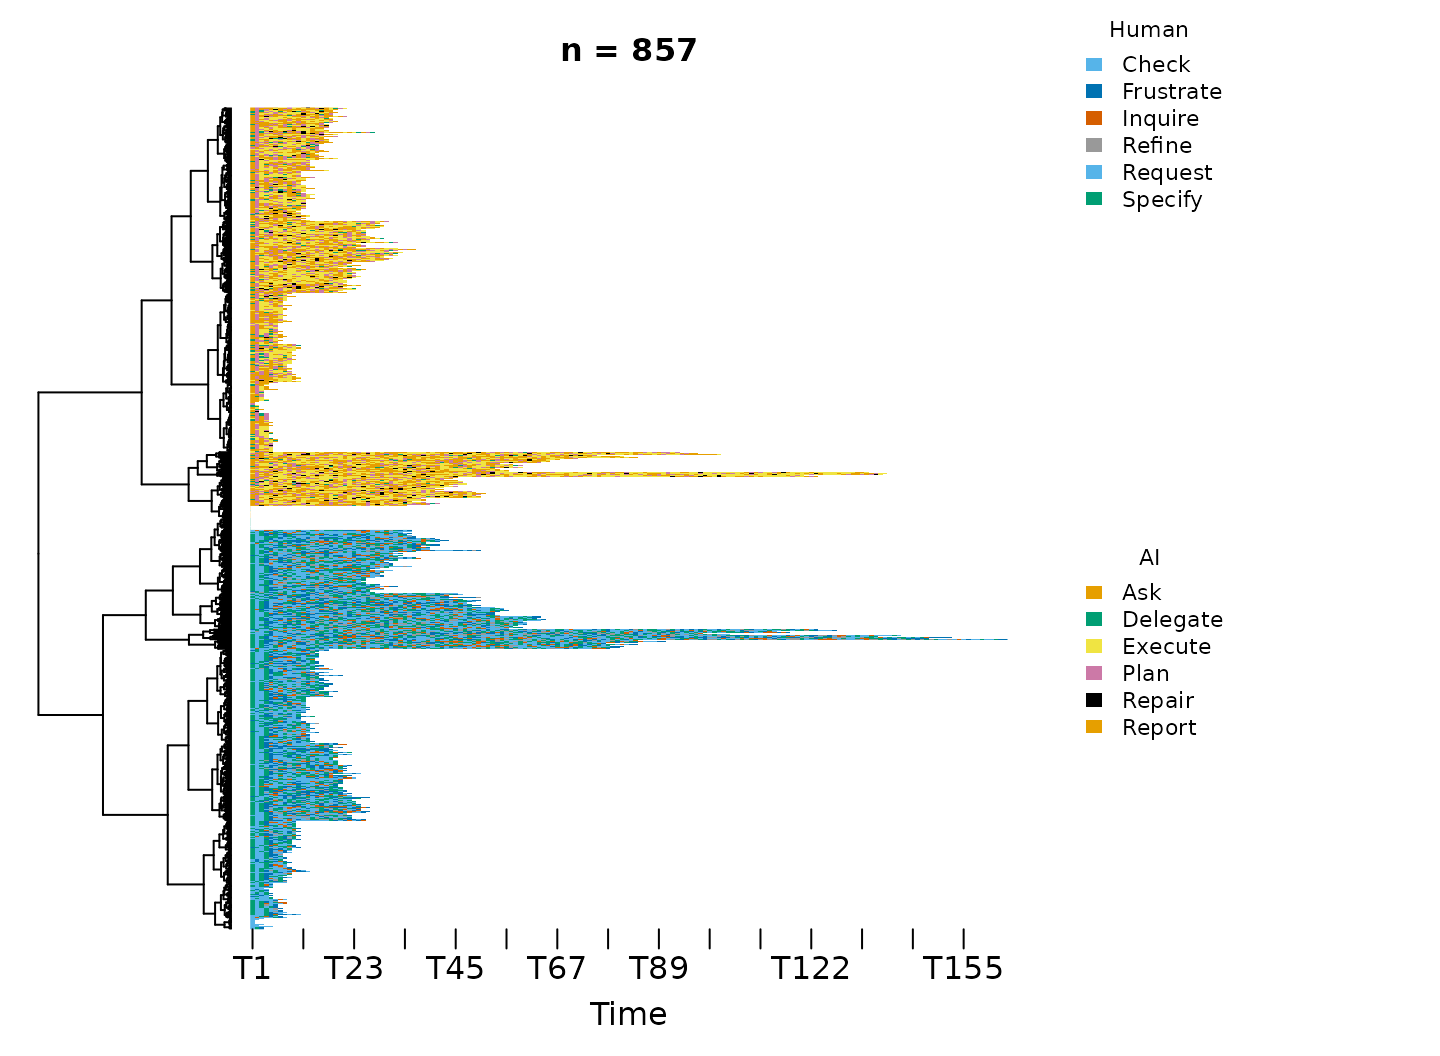 n = 857
Human
Check
Frustrate
Inquire
Refine
Request
Specify
AI
Ask
Delegate
Execute
Plan
Repair
Report
T1 T23 T45 T67 T89 T122 T155
Time